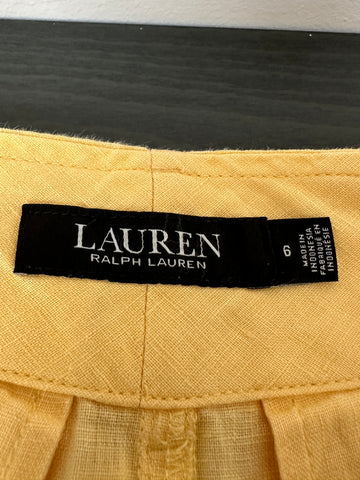 LAUREN
RALPH LAUREN
6
MADE IN
INDONESIA
FABRIQUÉ EN
INDONÉSIE